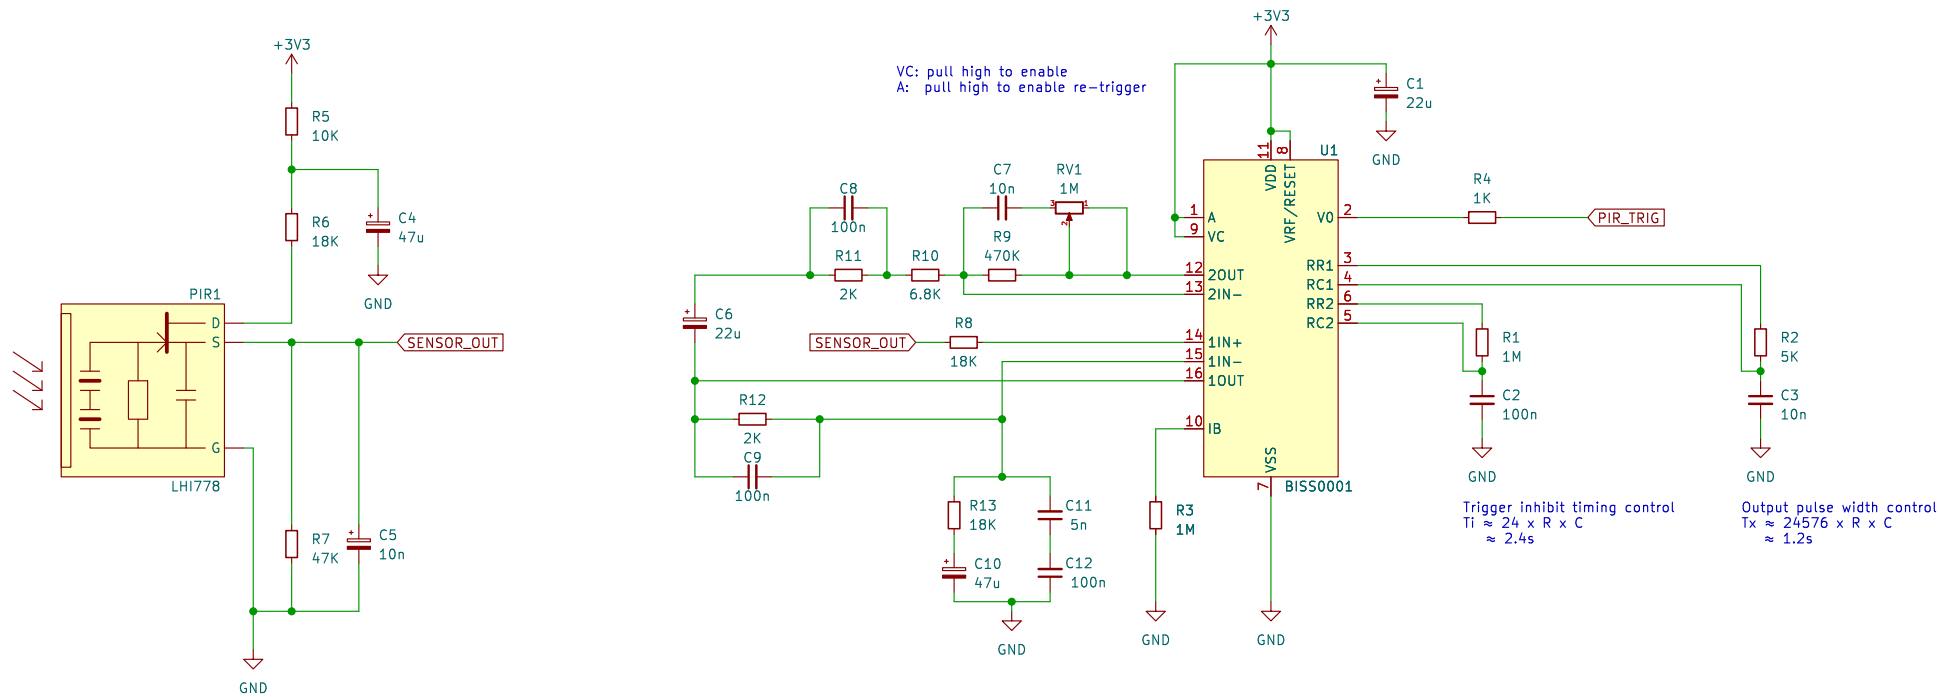 +3V3
R5
10K
R6
18K
C4
47u
GND
PIR1
D
S
G
LHI778
SENSOR_OUT
R7
47K
C5
10n
GND
VC: pull high to enable
A:  pull high to enable re-trigger
C8
100n
R11
2K
R10
6.8K
C7
10n
RV1
1M
3
1
2
R9
470K
C6
22u
SENSOR_OUT
R8
18K
R12
2K
C9
100n
R13
18K
C10
47u
C11
5n
C12
100n
GND
R3
1M
GND
+3V3
C1
22u
GND
U1
11
8
VDD
VRF/RESET
1
A
9
VC
12
2OUT
13
2IN-
14
1IN+
15
1IN-
16
1OUT
10
IB
V0
2
RR1
3
RC1
4
RR2
6
RC2
5
VSS
7
BISS0001
GND
R4
1K
PIR_TRIG
R1
1M
C2
100n
GND
Trigger inhibit timing control
Ti ≈ 24 x R x C
≈ 2.4s
R2
5K
C3
10n
GND
Output pulse width control
Tx ≈ 24576 x R x C
≈ 1.2s